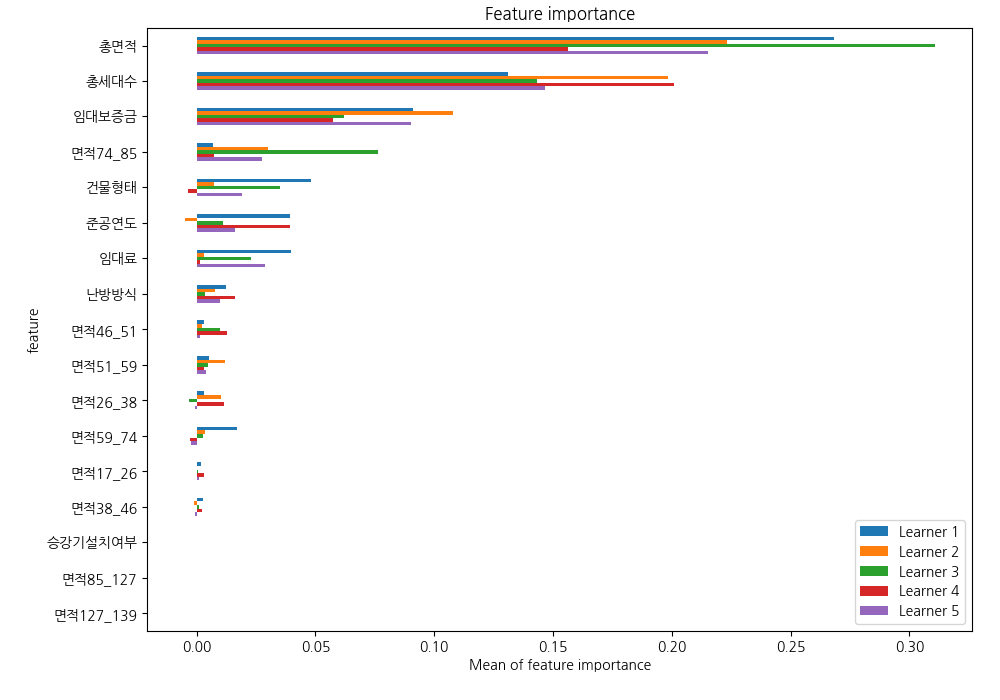 Feature importance
총면적
총세대수
임대보증금
면적74_85
건물형태
준공연도
임대료
난방방식
면적46_51
면적51_59
면적26_38
면적59_74
면적17_26
면적38_46
승강기설치여부
면적85_127
면적127_139
feature
Learner 1
Learner 2
Learner 3
Learner 4
Learner 5
0.00 0.05 0.10 0.15 0.20 0.25 0.30
Mean of feature importance